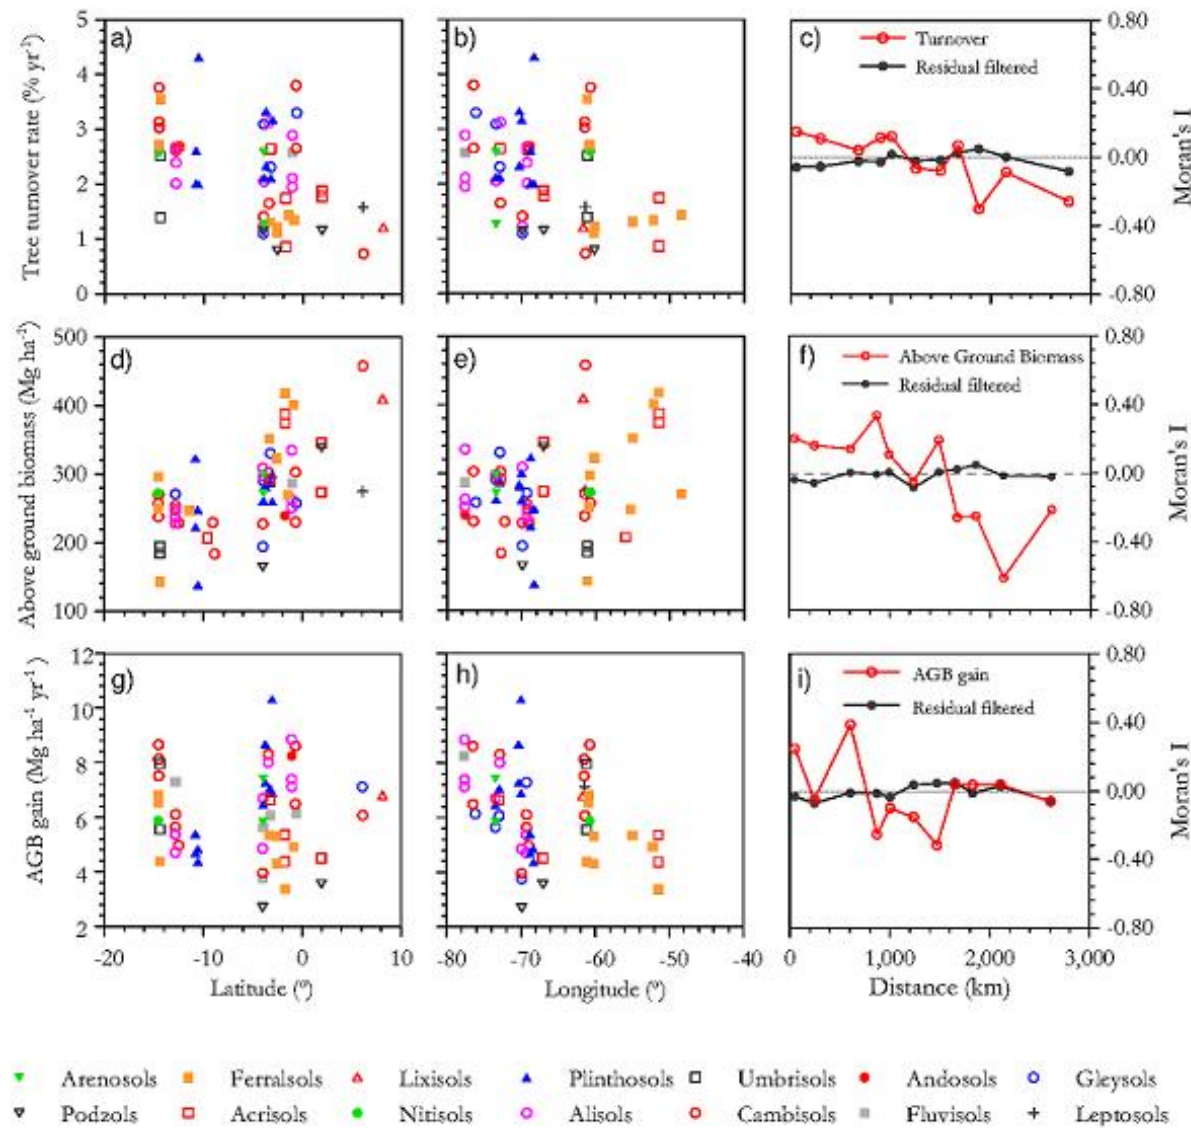 a)
b)
c)
Turnover
Residual filtered
Tree turnover rate (% yr-1)
5
4
3
2
1
0
-20
-10
0
10
0.80
0.40
0.00
-0.40
-0.80
Moran's I
d)
e)
f)
Above Ground Biomass
Residual filtered
Above ground biomass (Mg ha-1)
500
400
300
200
100
0.80
0.40
0.00
-0.40
-0.80
g)
h)
i)
AGB gain
Residual filtered
AGB gain (Mg ha-1 yr-1)
12
10
8
6
4
2
0.80
0.40
0.00
-0.40
-0.80
Moran's I
-20
-10
0
10
-80
-70
-60
-50
-40
0
1,000
2,000
3,000
Latitude (º)
Longitude (º)
Distance (km)
Arenosols Ferralsols Lixisols Plinthosols Umbrisols Andosols Gleysols
Podzols Acrisols Nitisols Alisols Cambisols Fluvisols Leptosols